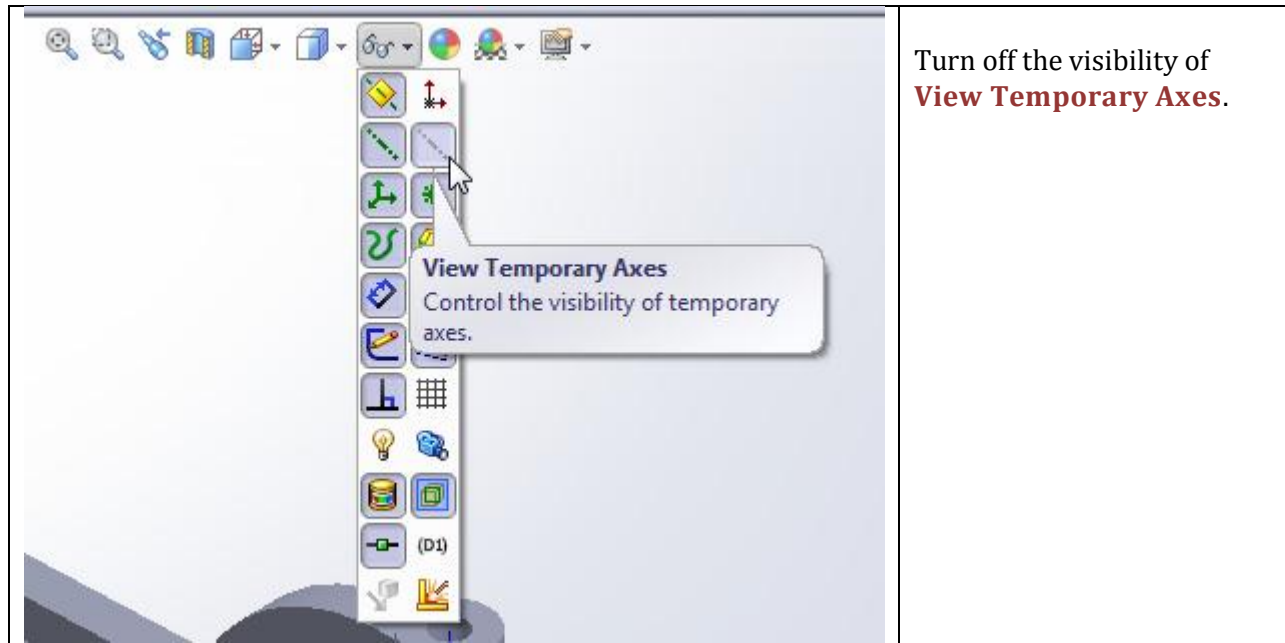 Turn off the visibility of
View Temporary Axes.
View Temporary Axes
Control the visibility of temporary
axes.
(D1)